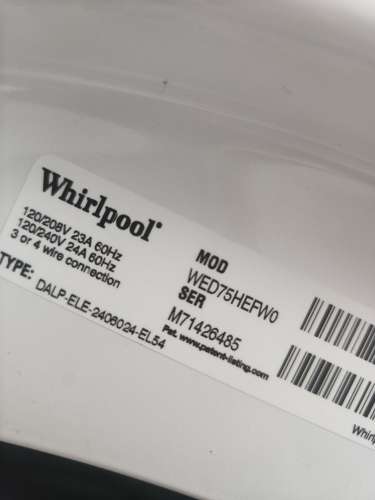 Whirlpool®
120/208V 23A 60Hz
120/240V 24A 60Hz
3 or 4 wire connection
TYPE: DALP-ELE-2406024-EL54
MOD
WED75HEFW0
SER
M71426485
Pat. www.patent-listing.com
Whirlp